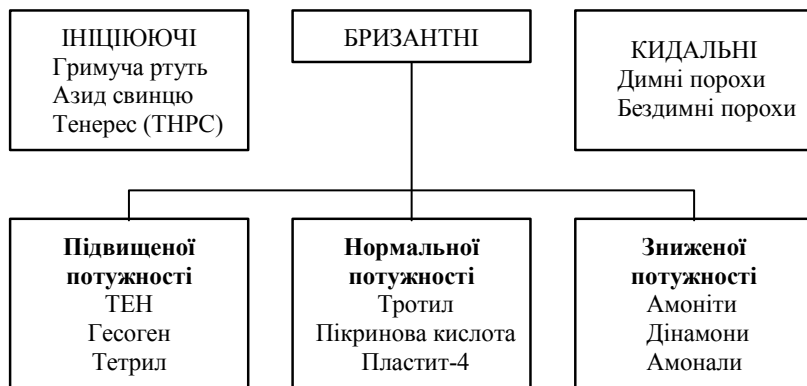 ІНІЦІЮЮЧІ
Гримуча ртуть
Азид свинцю
Тенерес (ТНРС)
БРИЗАНТНІ
КИДАЛЬНІ
Димні порохи
Бездимні порохи
Підвищеної
потужності
ТЕН
Гесоген
Тетрил
Нормальної
потужності
Тротил
Пікринова кислота
Пластит-4
Зниженої
потужності
Амоніти
Дінамони
Амонали